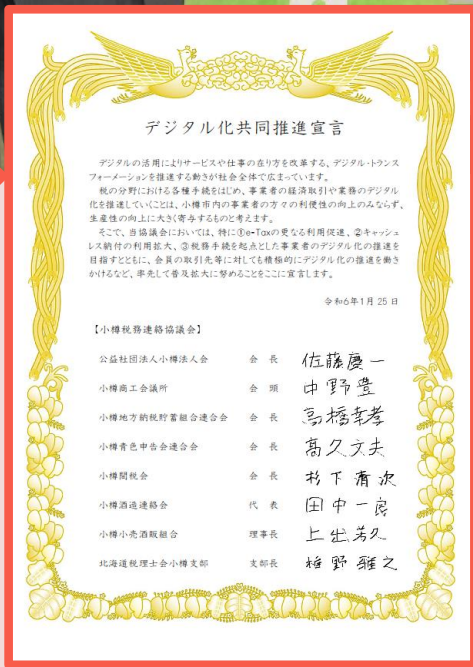 デジタル化共同推進宣言
デジタルの活用によりサービスや仕事の在り方を改革する、デジタル・トランス
フォーメーションを推進する動きが社会全体で広まっています。
税の分野における各種手続をはじめ、事業者の経済取引や業務のデジタル
化を推進していくことは、小樽市内の事業者の方々の利便性の向上のみならず、
生産性の向上に大きく寄与するものと考えます。
そこで、当協議会においては、特に①e-Taxの更なる利用促進、②キャッシュ
レス納付の利用拡大、③税務手続を起点とした事業者のデジタル化の推進を
目指すとともに、会員の取引先等に対しても積極的にデジタル化の推進を働き
かけるなど、率先して普及拡大に努めることをここに宣言します。
令和6年1月25日
【小樽税務連絡協議会】
公益社団法人小樽法人会 会長 佐藤慶一
小樽商工会議所 会頭 中野豊
小樽地方納税貯蓄組合連合会 会長 高橋幸孝
小樽青色申告会連合会 会長 髙久文夫
小樽間税会 会長 杉下清次
小樽酒造連絡会 代表 田中一良
小樽小売酒販組合 理事長 上出
北海道税理士会小樽支部 支部長 梅野雅之